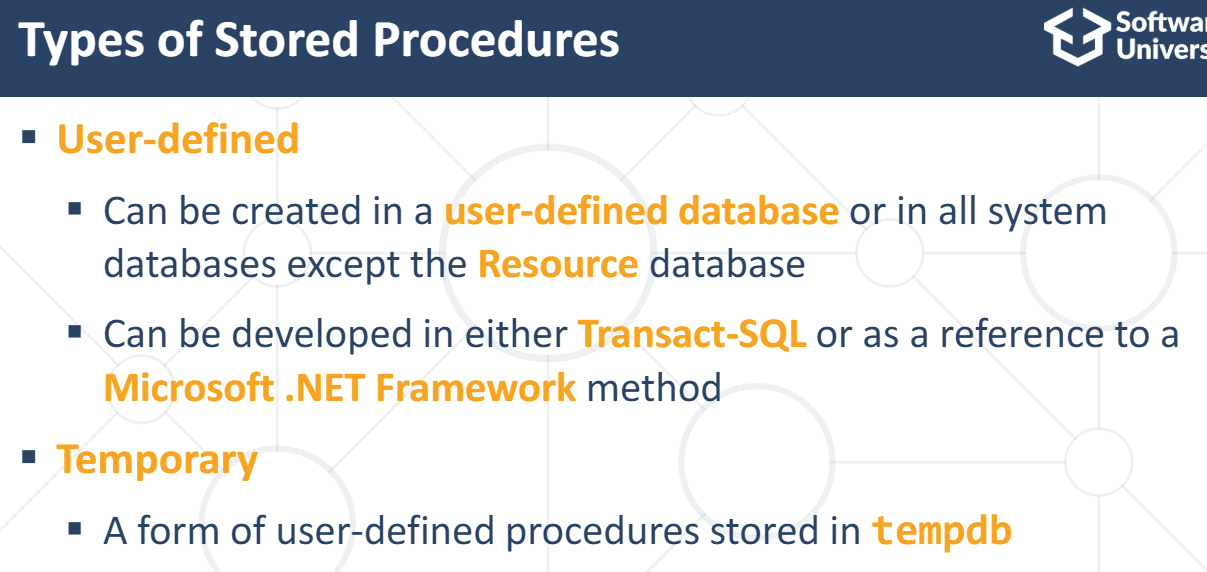 Types of Stored Procedures
User-defined
Can be created in a user-defined database or in all system
databases except the Resource database
Can be developed in either Transact-SQL or as a reference to a
Microsoft .NET Framework method
Temporary
A form of user-defined procedures stored in tempdb